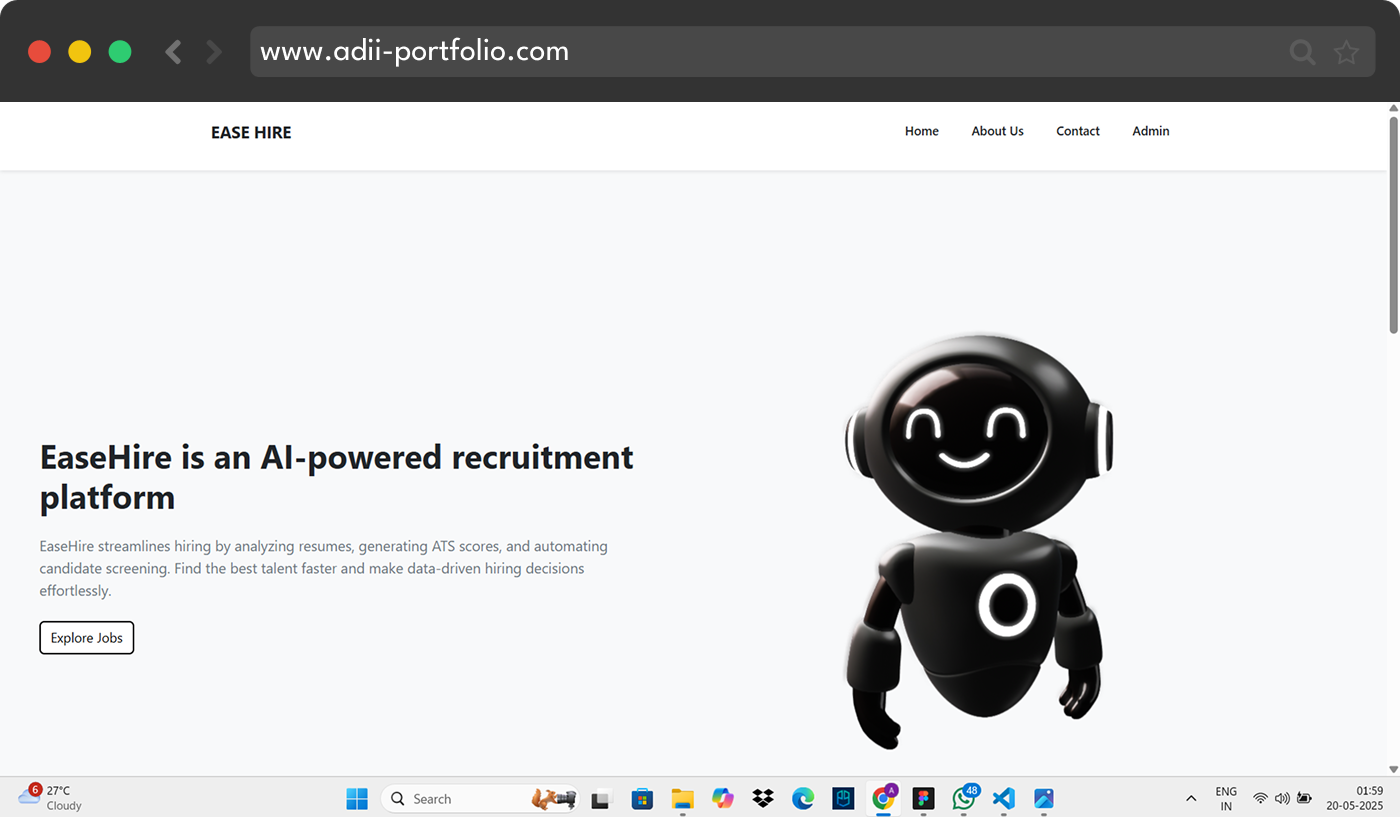 www.adii-portfolio.com
EASE HIRE
Home
About Us
Contact
Admin
EaseHire is an AI-powered recruitment
platform
EaseHire streamlines hiring by analyzing resumes, generating ATS scores, and automating
candidate screening. Find the best talent faster and make data-driven hiring decisions
effortlessly.
Explore Jobs
6
27°C
Cloudy
Search
A
48
ENG
IN
01:59
20-05-2025